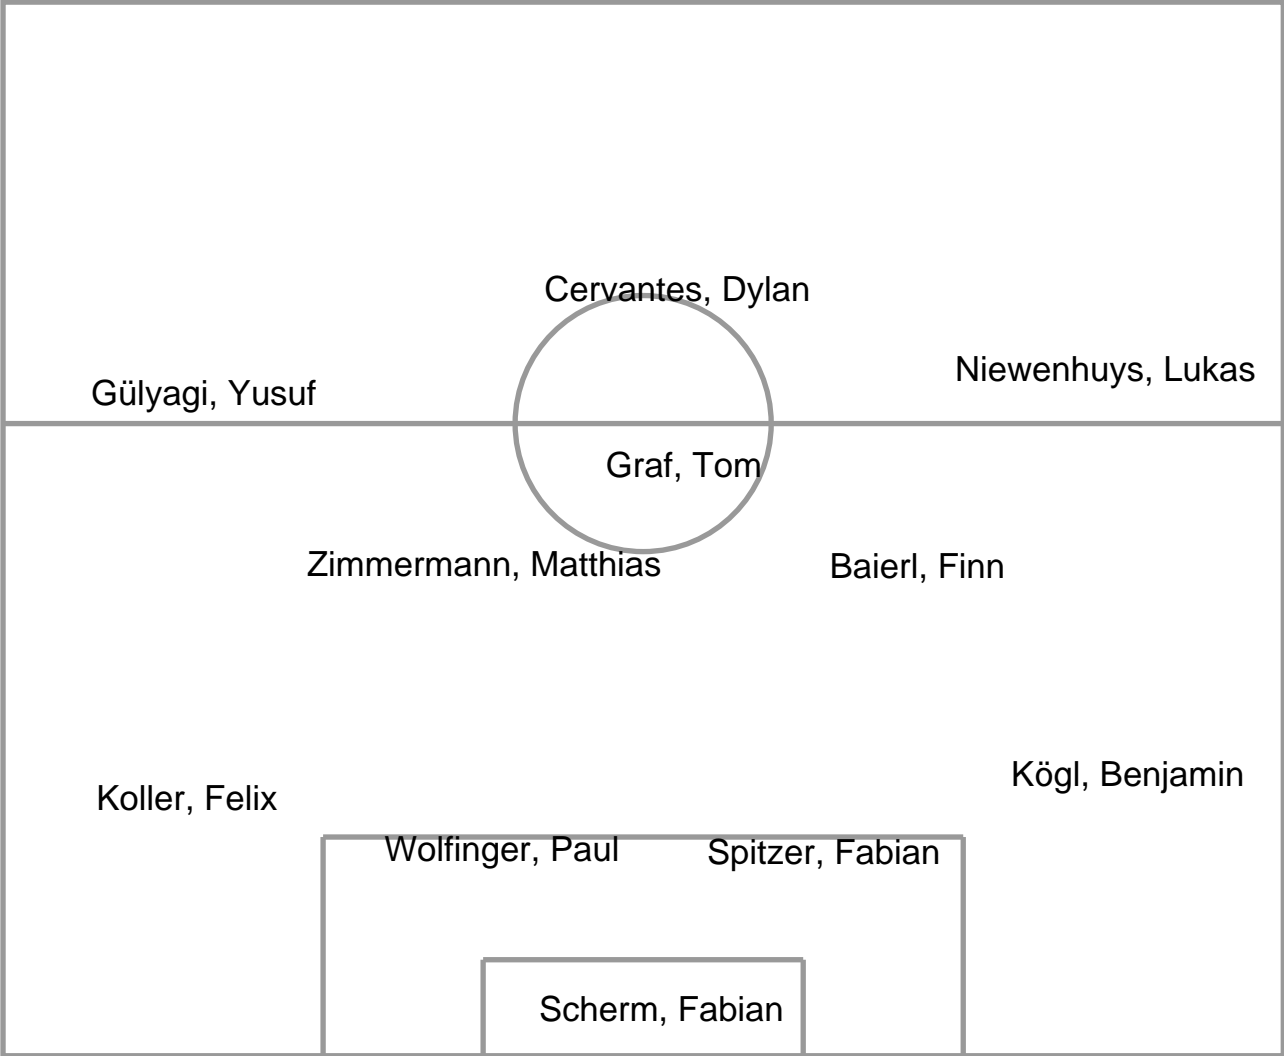 Cervantes, Dylan
Niewenhuys, Lukas
Gülyagi, Yusuf
Graf, Tom
Zimmermann, Matthias
Baierl, Finn
Kögl, Benjamin
Koller, Felix
Wolfinger, Paul
Spitzer, Fabian
Scherm, Fabian